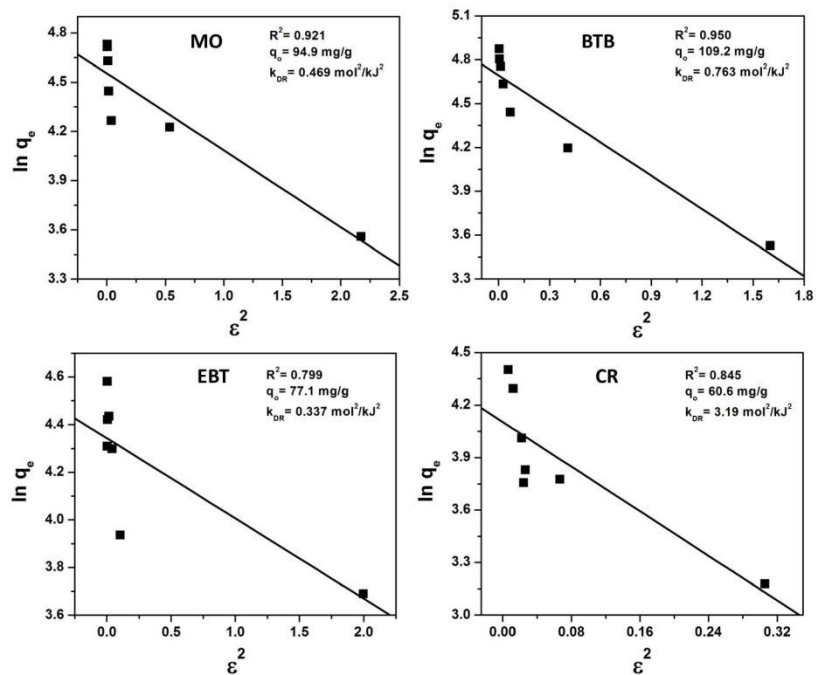 MO
R² = 0.921
qₒ = 94.9 mg/g
k_DR = 0.469 mol²/kJ²
4.8
4.5
4.2
3.9
3.6
3.3
ln qₑ
0.0 0.5 1.0 1.5 2.0 2.5
ε²
BTB
R² = 0.950
qₒ = 109.2 mg/g
k_DR = 0.763 mol²/kJ²
5.1
4.8
4.5
4.2
3.9
3.6
3.3
ln qₑ
0.0 0.3 0.6 0.9 1.2 1.5 1.8
ε²
EBT
R² = 0.799
qₒ = 77.1 mg/g
k_DR = 0.337 mol²/kJ²
4.6
4.4
4.2
4.0
3.8
3.6
ln qₑ
0.0 0.5 1.0 1.5 2.0
ε²
CR
R² = 0.845
qₒ = 60.6 mg/g
k_DR = 3.19 mol²/kJ²
4.5
4.2
3.9
3.6
3.3
3.0
ln qₑ
0.00 0.08 0.16 0.24 0.32
ε²